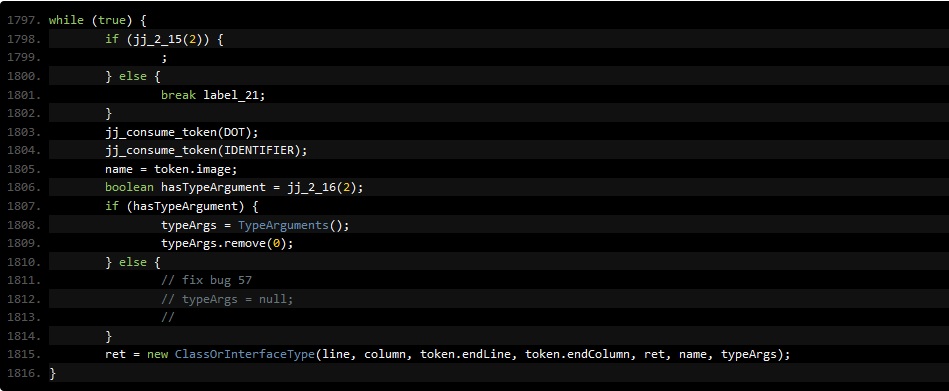 1797. while (true) {
1798. if (jj_2_15(2)) {
1799. ;
1800. } else {
1801. break label_21;
1802. }
1803. jj_consume_token(DOT);
1804. jj_consume_token(IDENTIFIER);
1805. name = token.image;
1806. boolean hasTypeArgument = jj_2_16(2);
1807. if (hasTypeArgument) {
1808. typeArgs = TypeArguments();
1809. typeArgs.remove(0);
1810. } else {
1811. // fix bug 57
1812. // typeArgs = null;
1813. //
1814. }
1815. ret = new ClassOrInterfaceType(line, column, token.endLine, token.endColumn, ret, name, typeArgs);
1816. }